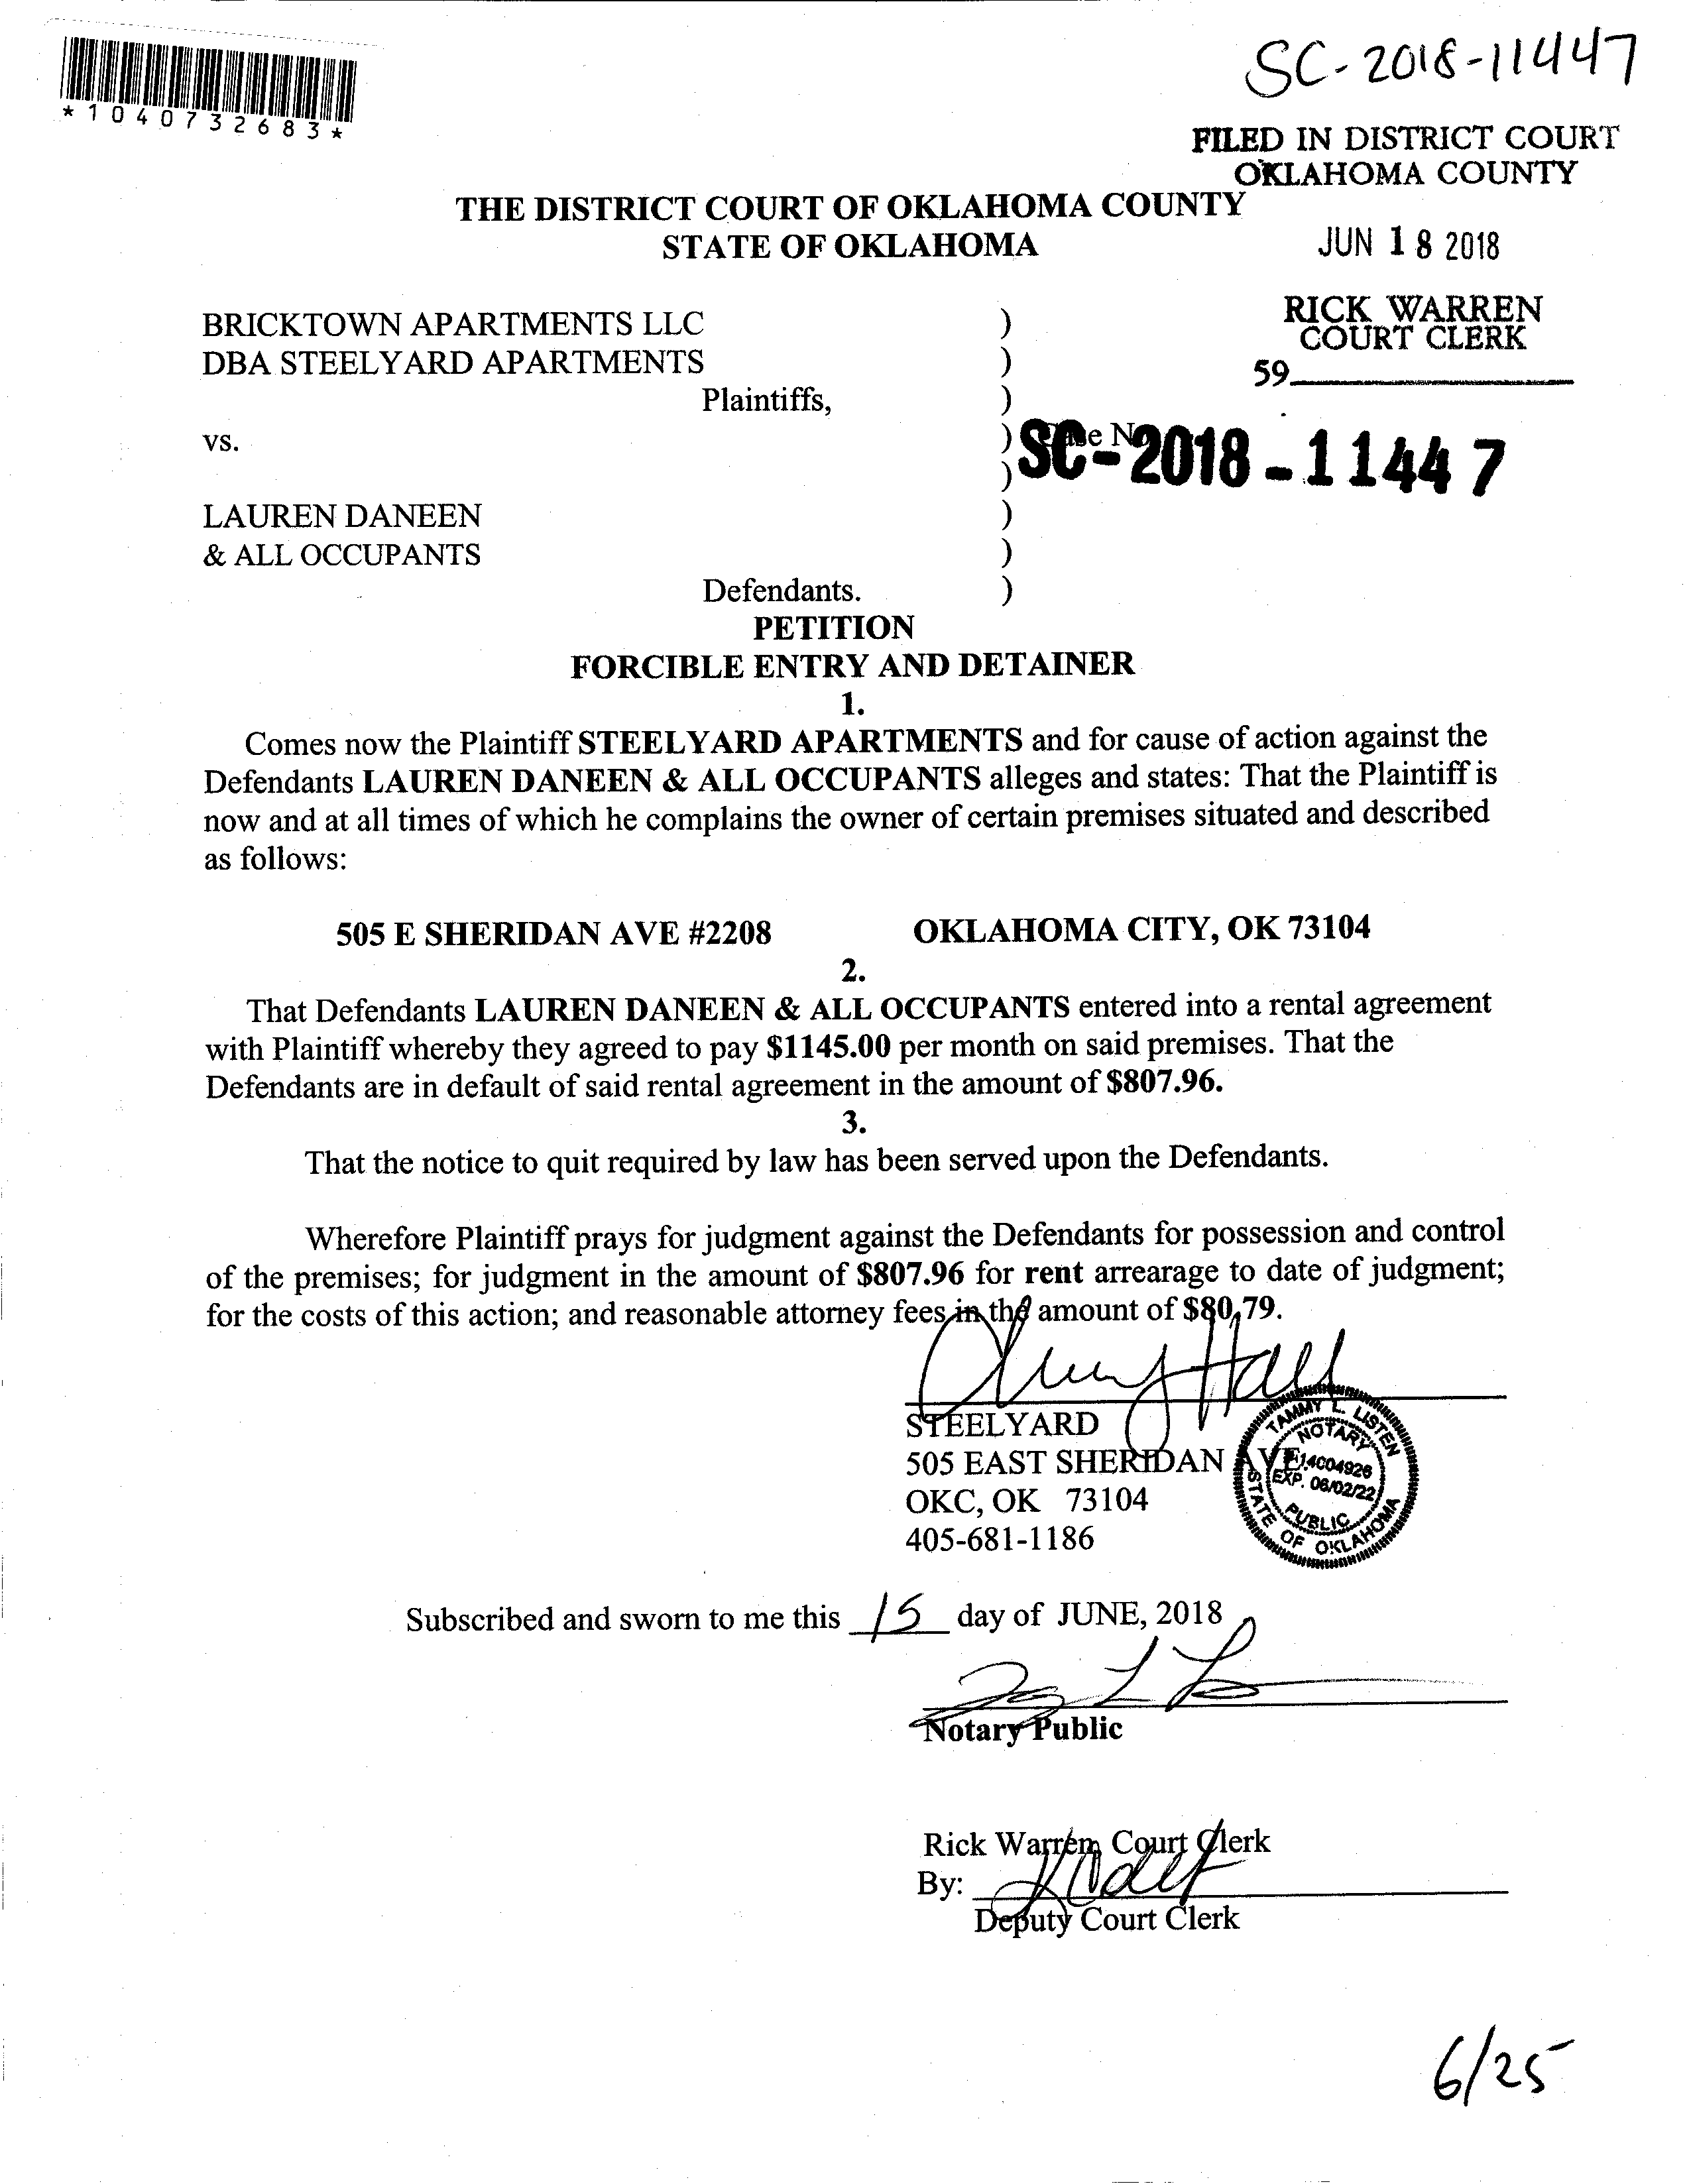 SC-2018-11447
*1040732683*
FILED IN DISTRICT COURT
OKLAHOMA COUNTY
THE DISTRICT COURT OF OKLAHOMA COUNTY
STATE OF OKLAHOMA
JUN 18 2018
RICK WARREN
COURT CLERK
59
BRICKTOWN APARTMENTS LLC )
DBA STEELYARD APARTMENTS )
Plaintiffs, )
vs. ) Case No
SC-2018-11447
)
LAUREN DANEEN )
& ALL OCCUPANTS )
Defendants. )
PETITION
FORCIBLE ENTRY AND DETAINER
1.
Comes now the Plaintiff STEELYARD APARTMENTS and for cause of action against the
Defendants LAUREN DANEEN & ALL OCCUPANTS alleges and states: That the Plaintiff is
now and at all times of which he complains the owner of certain premises situated and described
as follows:
505 E SHERIDAN AVE #2208 OKLAHOMA CITY, OK 73104
2.
That Defendants LAUREN DANEEN & ALL OCCUPANTS entered into a rental agreement
with Plaintiff whereby they agreed to pay $1145.00 per month on said premises. That the
Defendants are in default of said rental agreement in the amount of $807.96.
3.
That the notice to quit required by law has been served upon the Defendants.
Wherefore Plaintiff prays for judgment against the Defendants for possession and control
of the premises; for judgment in the amount of $807.96 for rent arrearage to date of judgment;
for the costs of this action; and reasonable attorney fees in the amount of $80.79.
STEELYARD
505 EAST SHERIDAN AVE
OKC, OK 73104
405-681-1186
TAMMY L. LISTEN
NOTARY
14004926
EXP. 06/02/22
PUBLIC
STATE OF OKLAHOMA
Subscribed and sworn to me this 15 day of JUNE, 2018
Notary Public
Rick Warren, Court Clerk
By:
Deputy Court Clerk
6/25